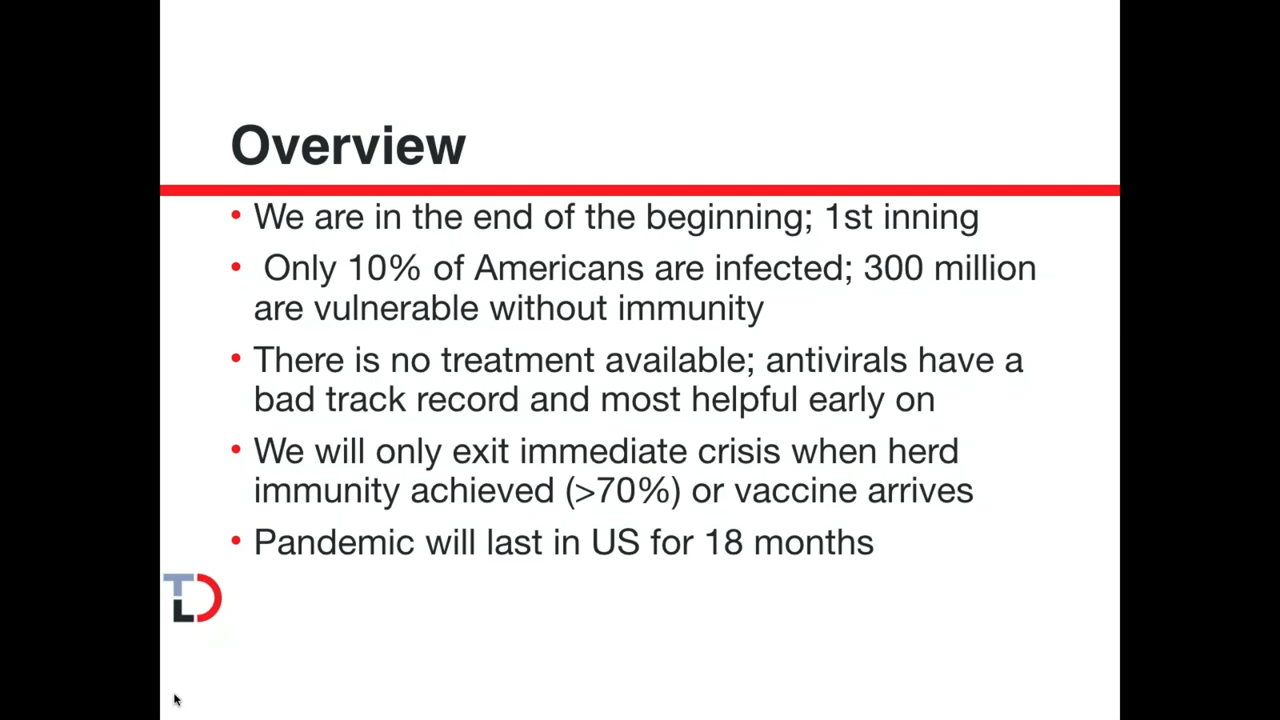 Overview
• We are in the end of the beginning; 1st inning
• Only 10% of Americans are infected; 300 million
are vulnerable without immunity
• There is no treatment available; antivirals have a
bad track record and most helpful early on
• We will only exit immediate crisis when herd
immunity achieved (>70%) or vaccine arrives
• Pandemic will last in US for 18 months
TLD